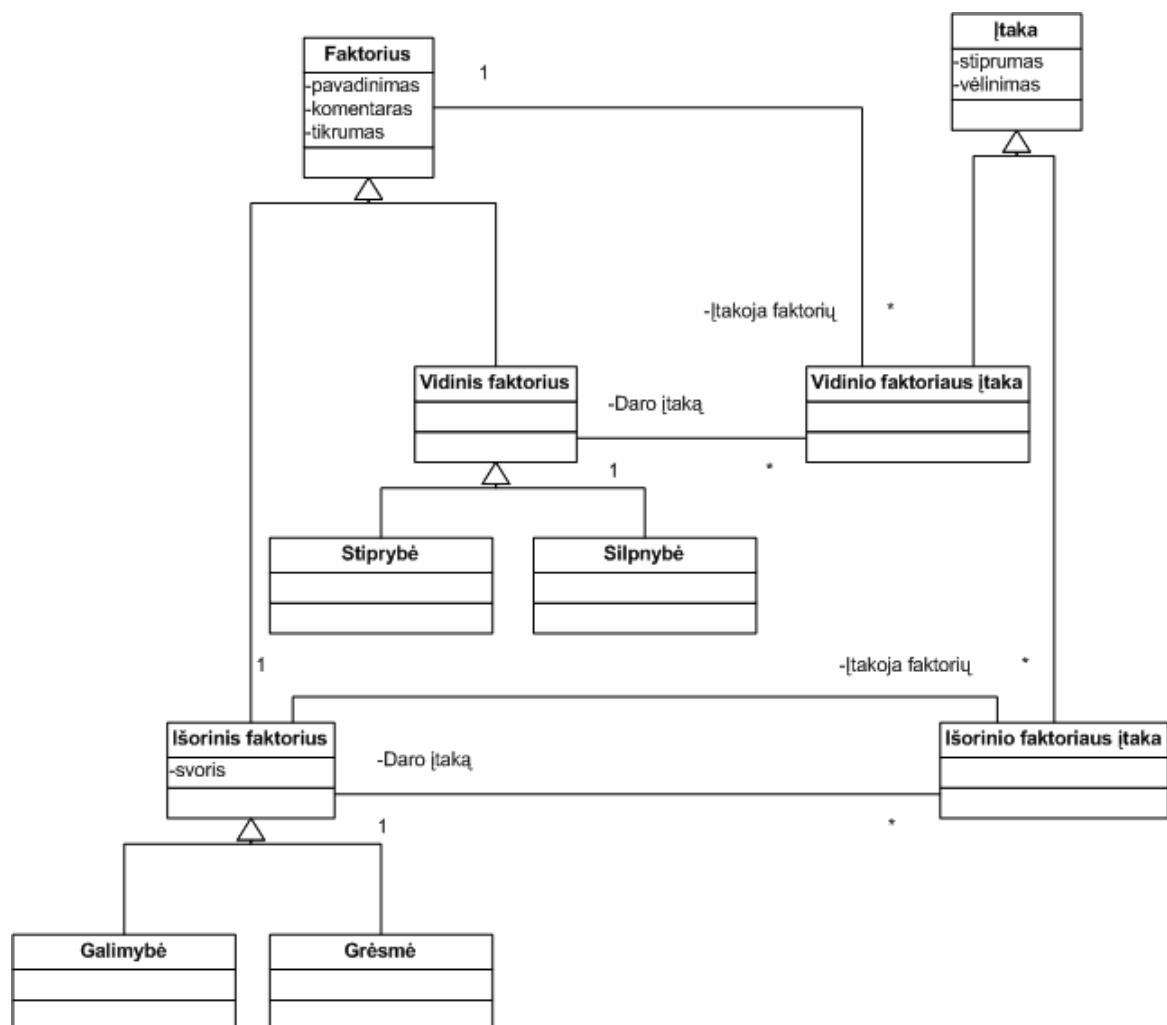 Įtaka
-stiprumas
-vėlinimas
Faktorius
-pavadinimas
-komentaras
-tikrumas
1
-Įtakoja faktorių
*
Vidinis faktorius
Vidinio faktoriaus įtaka
-Daro įtaką
1
*
Stiprybė
Silpnybė
1
-Įtakoja faktorių
*
Išorinis faktorius
-svoris
Išorinio faktoriaus įtaka
-Daro įtaką
1
*
Galimybė
Grėsmė